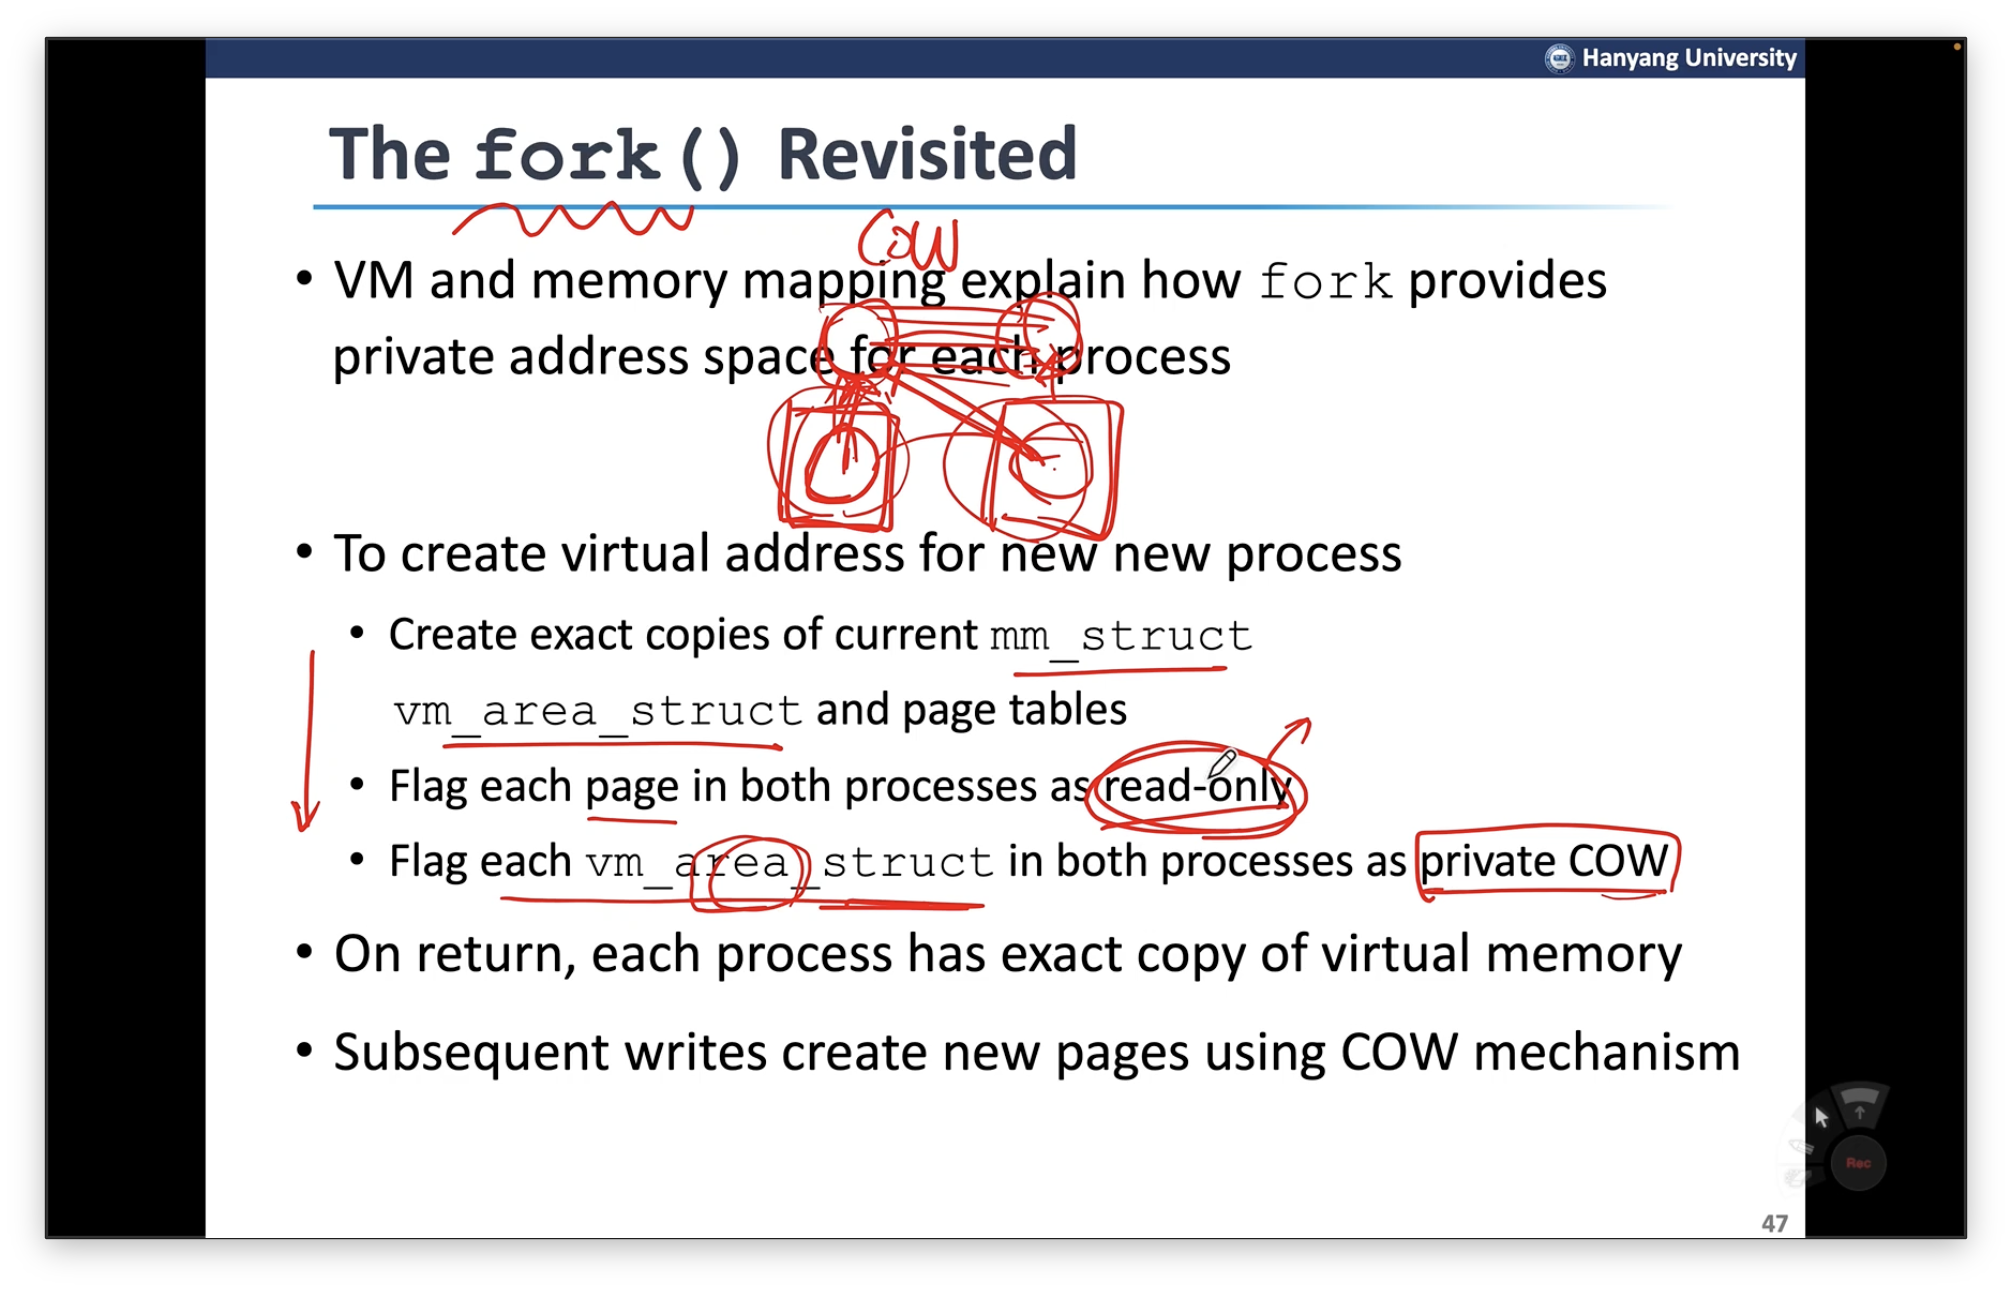 Hanyang University
The fork() Revisited
COW
• VM and memory mapping explain how fork provides
private address space for each process
• To create virtual address for new new process
• Create exact copies of current mm_struct
vm_area_struct and page tables
• Flag each page in both processes as read-only
• Flag each vm_area_struct in both processes as private COW
• On return, each process has exact copy of virtual memory
• Subsequent writes create new pages using COW mechanism
Rec
47